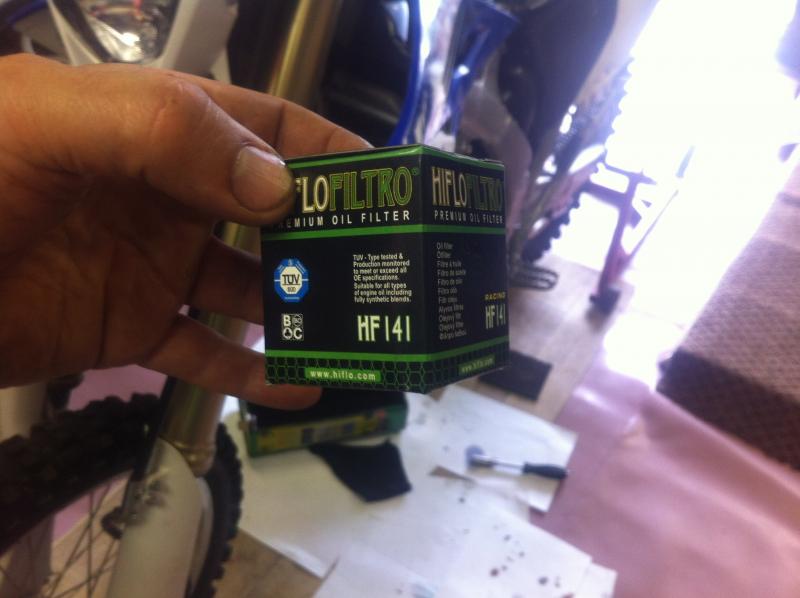 FLOFILTRO®
PREMIUM OIL FILTER
TUV - Type tested &
Production monitored
to meet or exceed all
OE specifications.
Suitable for all types
of engine oil including
fully synthetic blends.
TUV
B
C
HF141
www.hiflo.com
HIFLOFILTRO
PREMIUM OIL FILTER
Oil filter
Ölfilter
Filtre à huile
Filtro de aceite
Filtro de óleo
Filtro olio
RACING
HF141
www.hiflo.com